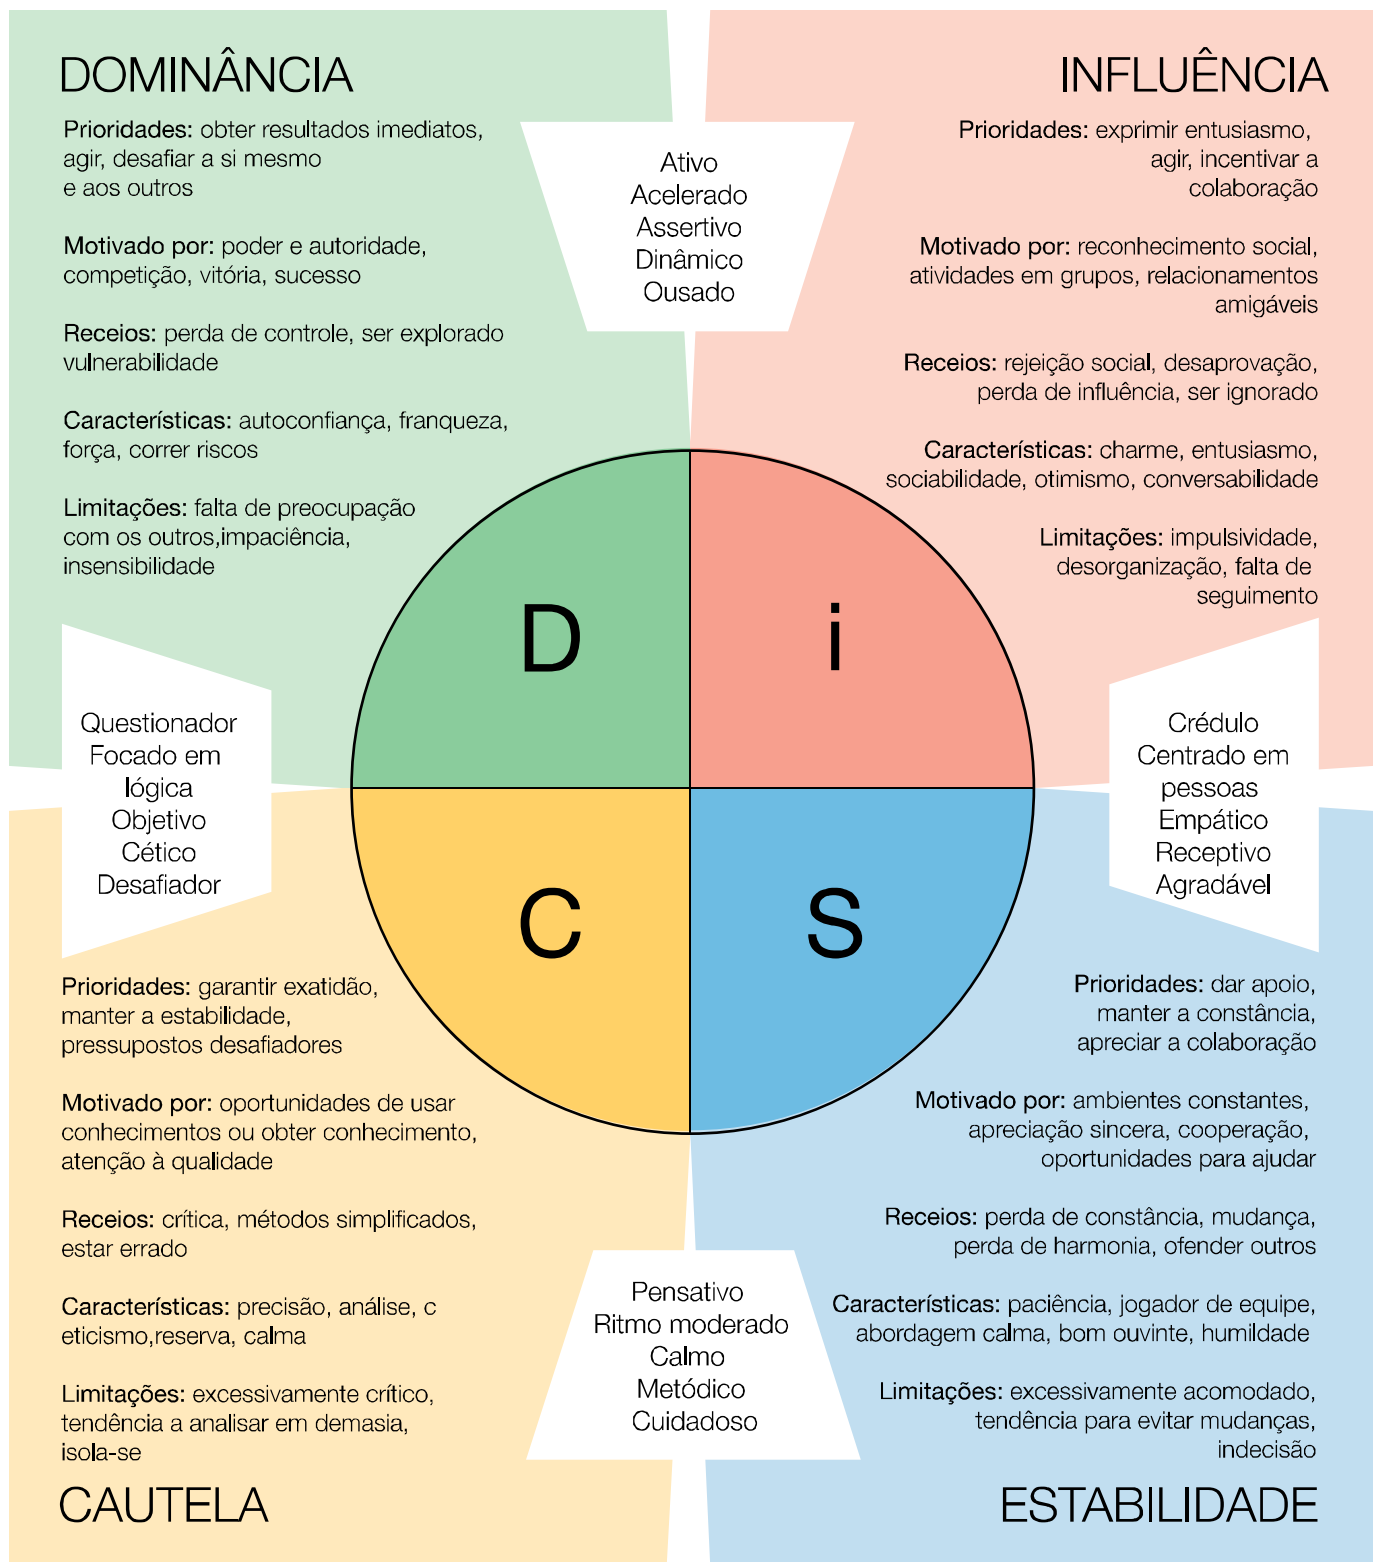 DOMINÂNCIA
Prioridades: obter resultados imediatos,
agir, desafiar a si mesmo
e aos outros
Motivado por: poder e autoridade,
competição, vitória, sucesso
Receios: perda de controle, ser explorado
vulnerabilidade
Características: autoconfiança, franqueza,
força, correr riscos
Limitações: falta de preocupação
com os outros,impaciência,
insensibilidade
Ativo
Acelerado
Assertivo
Dinâmico
Ousado
INFLUÊNCIA
Prioridades: exprimir entusiasmo,
agir, incentivar a
colaboração
Motivado por: reconhecimento social,
atividades em grupos, relacionamentos
amigáveis
Receios: rejeição social, desaprovação,
perda de influência, ser ignorado
Características: charme, entusiasmo,
sociabilidade, otimismo, conversabilidade
Limitações: impulsividade,
desorganização, falta de
seguimento
D
i
Questionador
Focado em
lógica
Objetivo
Cético
Desafiador
Crédulo
Centrado em
pessoas
Empático
Receptivo
Agradável
C
S
Prioridades: garantir exatidão,
manter a estabilidade,
pressupostos desafiadores
Motivado por: oportunidades de usar
conhecimentos ou obter conhecimento,
atenção à qualidade
Receios: crítica, métodos simplificados,
estar errado
Características: precisão, análise, c
eticismo,reserva, calma
Limitações: excessivamente crítico,
tendência a analisar em demasia,
isola-se
CAUTELA
Pensativo
Ritmo moderado
Calmo
Metódico
Cuidadoso
Prioridades: dar apoio,
manter a constância,
apreciar a colaboração
Motivado por: ambientes constantes,
apreciação sincera, cooperação,
oportunidades para ajudar
Receios: perda de constância, mudança,
perda de harmonia, ofender outros
Características: paciência, jogador de equipe,
abordagem calma, bom ouvinte, humildade
Limitações: excessivamente acomodado,
tendência para evitar mudanças,
indecisão
ESTABILIDADE